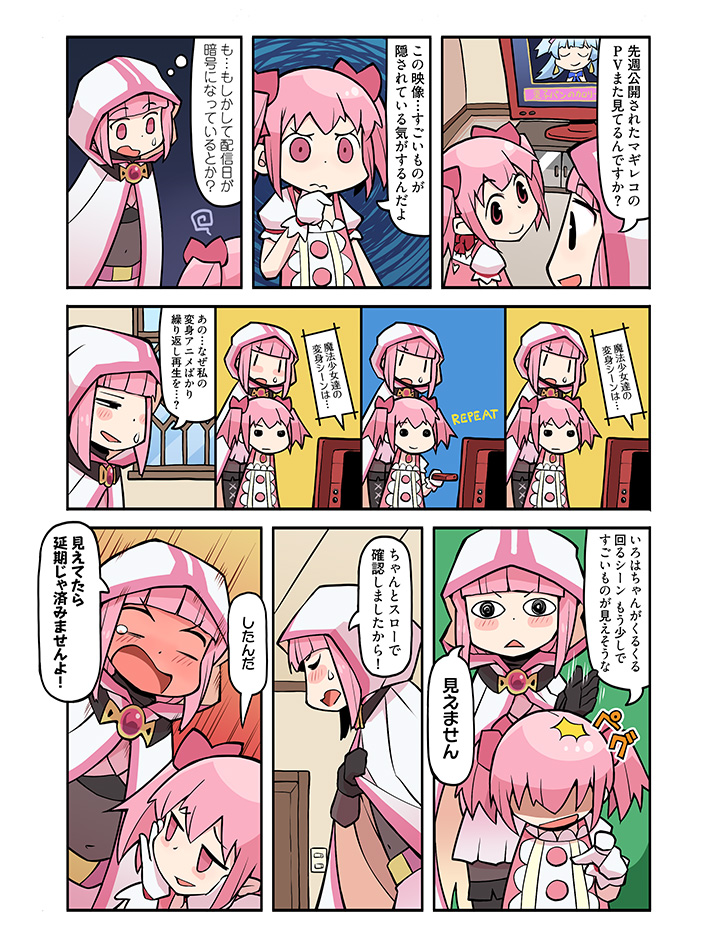 先週公開されたマギレコの
PVまた見てるんですか？
この映像…すごいものが
隠されている気がするんだよ
も…もしかして配信日が
暗号になっているとか？
魔法少女達の
変身シーンは…
REPEAT
魔法少女達の
変身シーンは…
あの…なぜ私の
変身アニメばかり
繰り返し再生を…？
いろはちゃんがくるくる
回るシーン もう少しで
すごいものが見えそうな
見えません
ペグ
ちゃんとスローで
確認しましたから！
したんだ
見えてたら
延期じゃ済みませんよ！